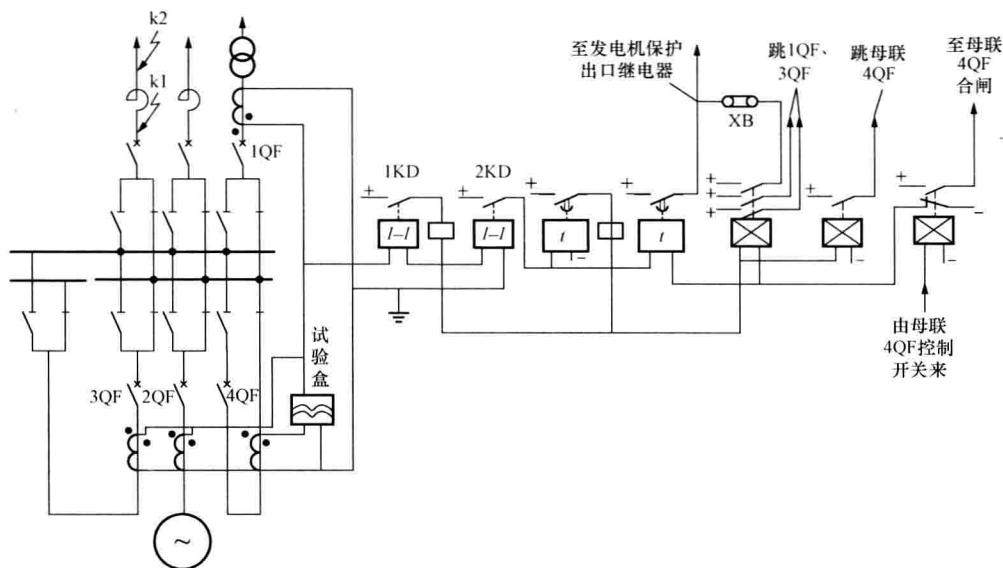 k2
k1
1QF
至发电机保护
出口继电器
跳1QF、
3QF
跳母联
4QF
至母联
4QF
合闸
XB
1KD
2KD
+
+
+
+
+
+
+
+
+
I-I
I-I
t
t
-
-
-
-
-
试
验
盒
3QF
2QF
4QF
由母联
4QF控制
开关来
~